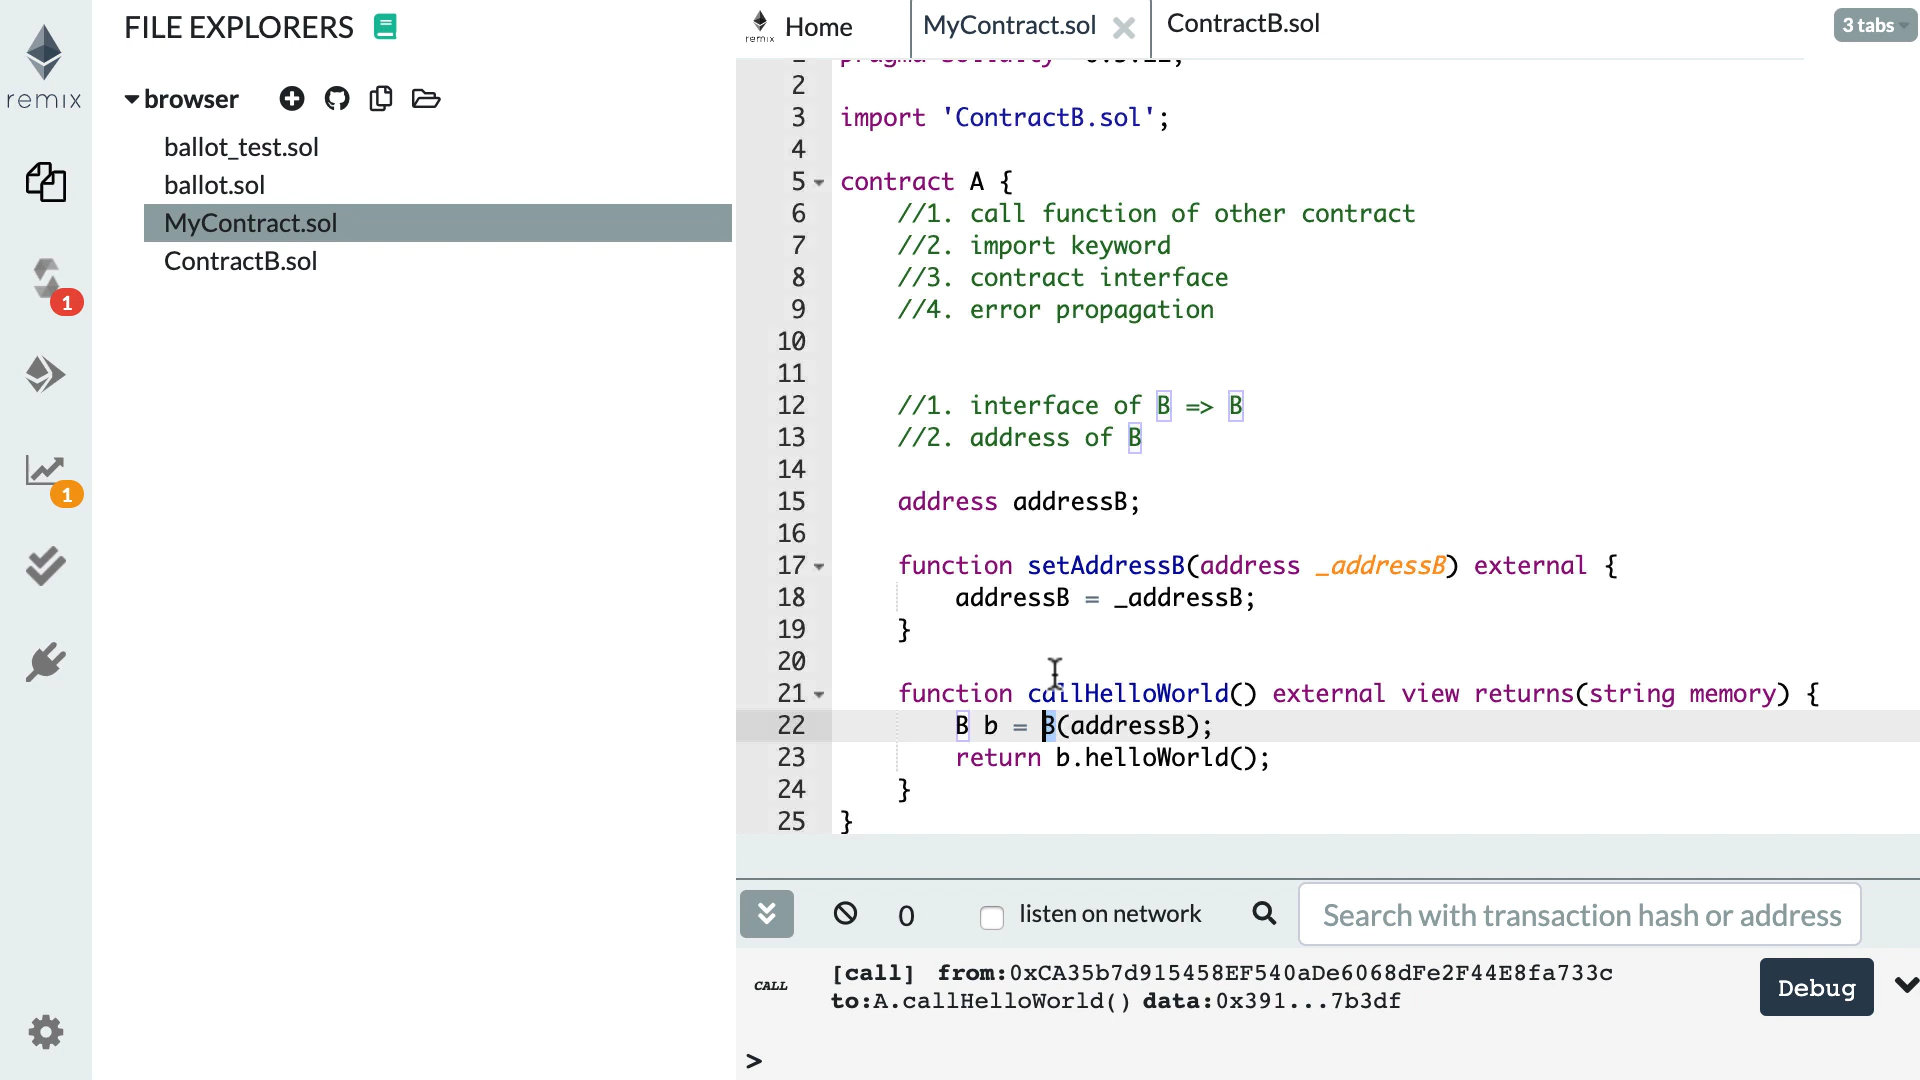 remix
FILE EXPLORERS
browser
ballot_test.sol
ballot.sol
MyContract.sol
ContractB.sol
1
1
remix
Home
MyContract.sol
ContractB.sol
3 tabs
2
3 import 'ContractB.sol';
4
5 contract A {
6 //1. call function of other contract
7 //2. import keyword
8 //3. contract interface
9 //4. error propagation
10
11
12 //1. interface of B => B
13 //2. address of B
14
15 address addressB;
16
17 function setAddressB(address _addressB) external {
18 addressB = _addressB;
19 }
20
21 function callHelloWorld() external view returns(string memory) {
22 B b = B(addressB);
23 return b.helloWorld();
24 }
25 }
0
listen on network
Search with transaction hash or address
CALL
[call] from:0xCA35b7d915458EF540aDe6068dFe2F44E8fa733c
to:A.callHelloWorld() data:0x391...7b3df
Debug
>